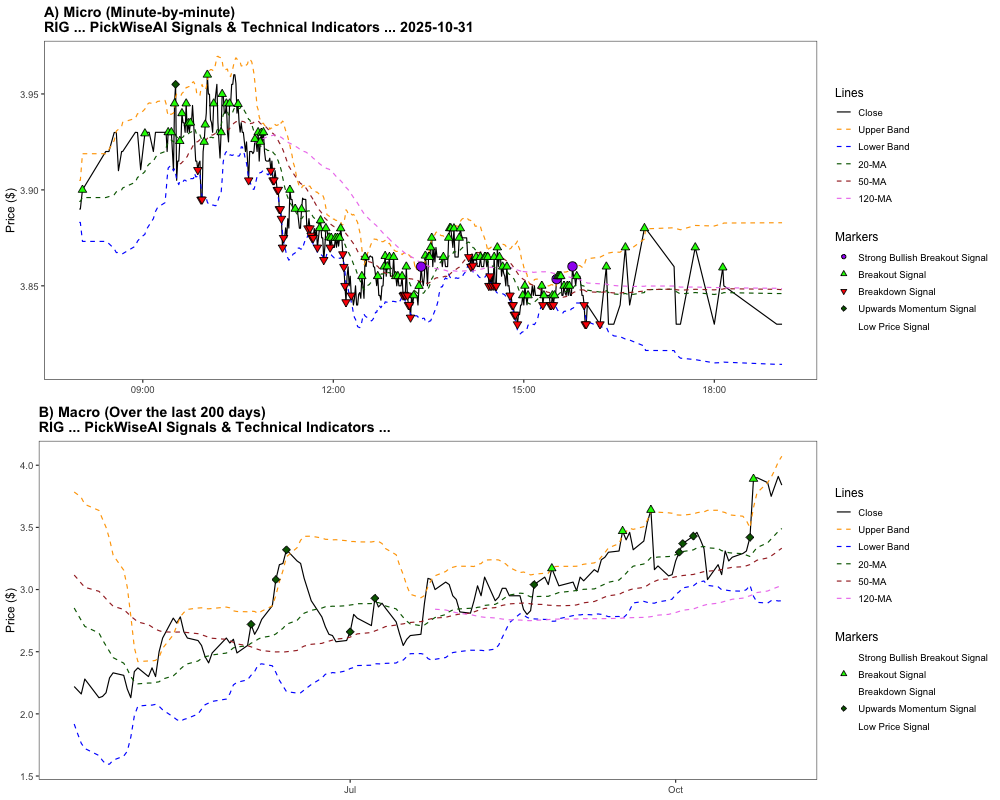 A) Micro (Minute-by-minute)
RIG ... PickWiseAI Signals & Technical Indicators ... 2025-10-31
Price ($)
3.95
3.90
3.85
09:00
12:00
15:00
18:00
Lines
Close
Upper Band
Lower Band
20-MA
50-MA
120-MA
Markers
Strong Bullish Breakout Signal
Breakout Signal
Breakdown Signal
Upwards Momentum Signal
Low Price Signal
B) Macro (Over the last 200 days)
RIG ... PickWiseAI Signals & Technical Indicators ...
Price ($)
4.0
3.5
3.0
2.5
2.0
1.5
Jul
Oct
Lines
Close
Upper Band
Lower Band
20-MA
50-MA
120-MA
Markers
Strong Bullish Breakout Signal
Breakout Signal
Breakdown Signal
Upwards Momentum Signal
Low Price Signal